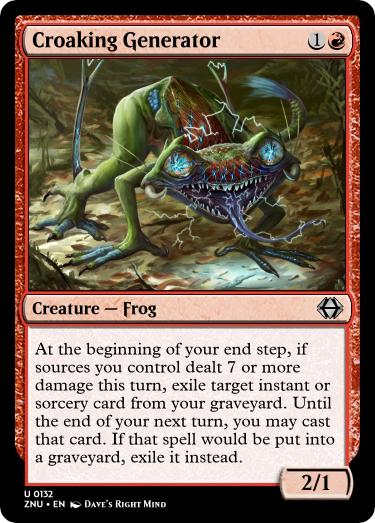 Croaking Generator 1
Creature — Frog
At the beginning of your end step, if
sources you control dealt 7 or more
damage this turn, exile target instant or
sorcery card from your graveyard. Until
the end of your next turn, you may cast
that card. If that spell would be put into
a graveyard, exile it instead.
2/1
U 0132
ZNU • EN Dave's Right Mind